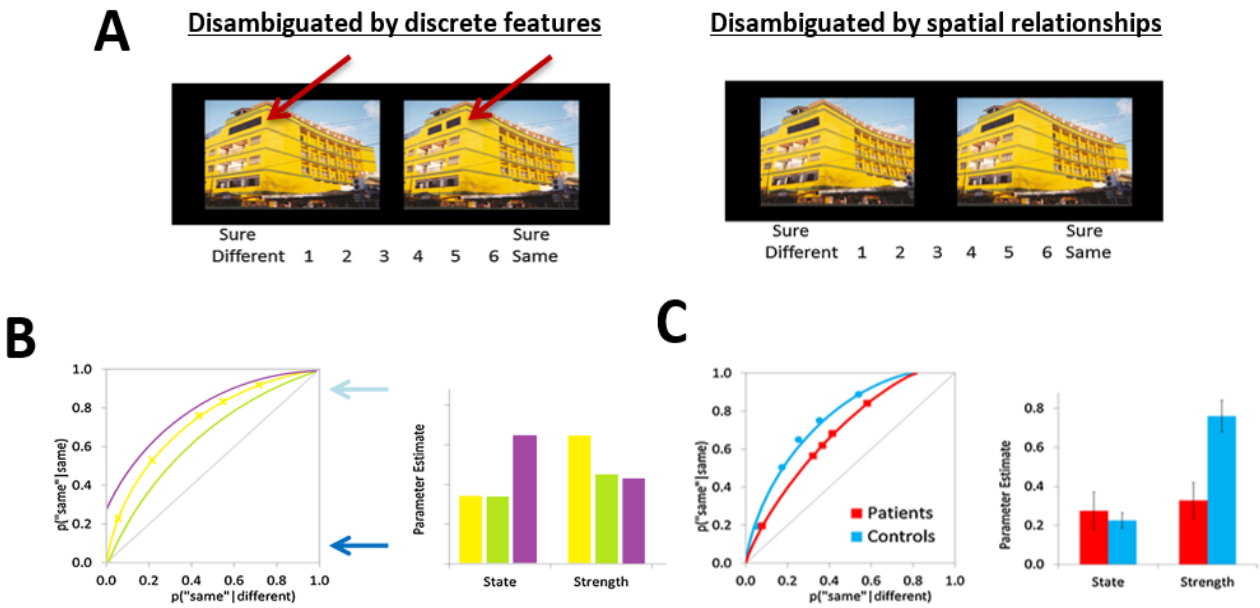 A
Disambiguated by discrete features
Disambiguated by spatial relationships
Sure Sure
Different 1 2 3 4 5 6 Same
Sure Sure
Different 1 2 3 4 5 6 Same
B
p("same"|same)
1.0
0.8
0.6
0.4
0.2
0.0
0.0 0.2 0.4 0.6 0.8 1.0
p("same"|different)
Parameter Estimate
State Strength
C
p("same"|same)
1.0
0.8
0.6
0.4
0.2
0.0
Patients
Controls
0.0 0.2 0.4 0.6 0.8 1.0
p("same"|different)
Parameter Estimate
0.8
0.6
0.4
0.2
0.0
State Strength